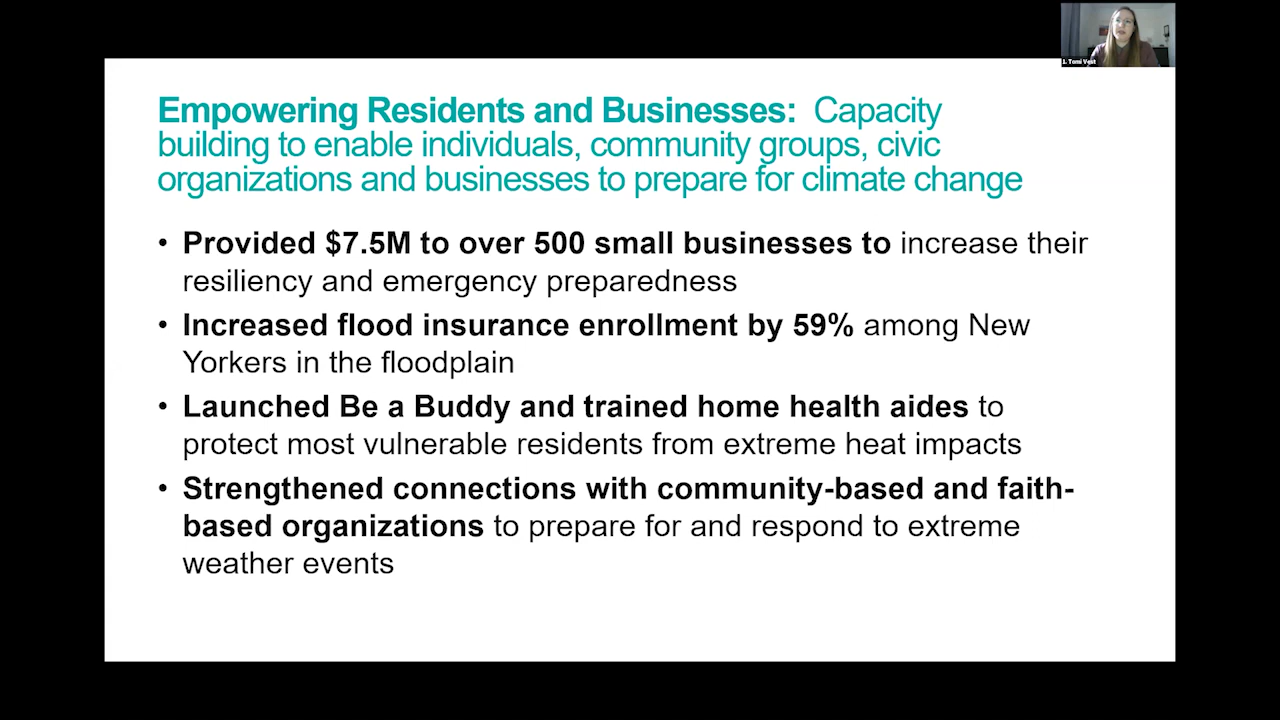 1. Tomi Vest
Empowering Residents and Businesses: Capacity
building to enable individuals, community groups, civic
organizations and businesses to prepare for climate change
• Provided $7.5M to over 500 small businesses to increase their
resiliency and emergency preparedness
• Increased flood insurance enrollment by 59% among New
Yorkers in the floodplain
• Launched Be a Buddy and trained home health aides to
protect most vulnerable residents from extreme heat impacts
• Strengthened connections with community-based and faith-
based organizations to prepare for and respond to extreme
weather events